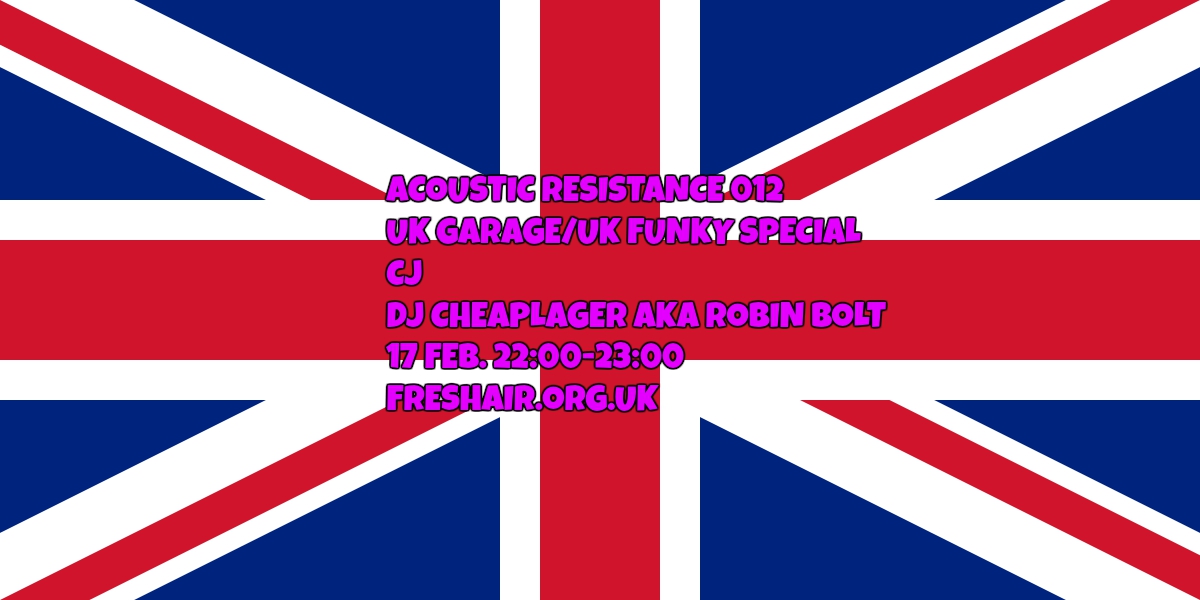 ACOUSTIC RESISTANCE 012
UK GARAGE/UK FUNKY SPECIAL
CJ
DJ CHEAPLAGER AKA ROBIN BOLT
17 FEB. 22:00-23:00
FRESHAIR.ORG.UK